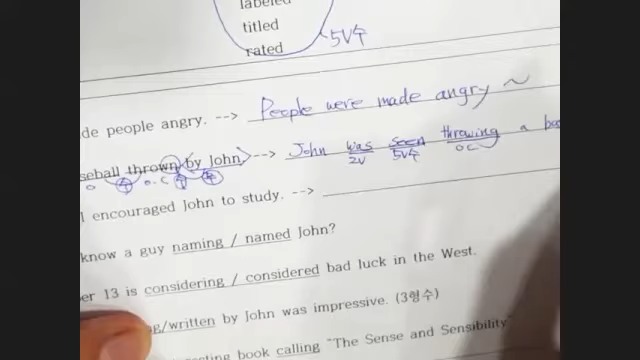 labeled
titled
rated
5V수
de people angry. --> People were made angry ~
seball thrown by John --> John was seen throwing a
O O.C 2V 5V수 OC
I encouraged John to study. -->
know a guy naming / named John?
er 13 is considering / considered bad luck in the West.
g/written by John was impressive. (3형수)
book calling "The Sense and Sensibility"